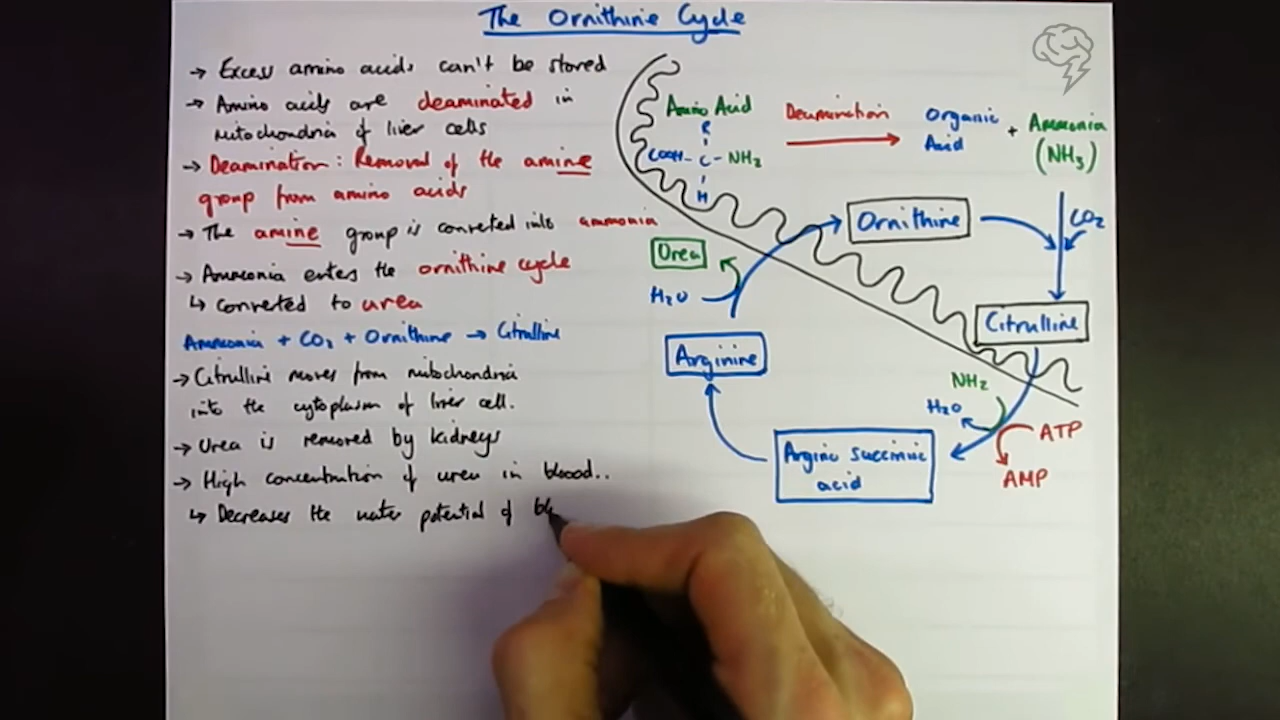 The Ornithine Cycle
→ Excess amino acids can't be stored
→ Amino acids are deaminated in
mitochondria of liver cells
→ Deamination: Removal of the amine
group from amino acids
→ The amine group is converted into ammonia
→ Ammonia enters the ornithine cycle
↳ converted to urea
Ammonia + CO₂ + Ornithine → Citrulline
→ Citrulline moves from mitochondria
into the cytoplasm of liver cell.
→ Urea is removed by kidneys
→ High concentration of urea in blood..
↳ Decreases the water potential of bl
Amino Acid
R
COOH - C - NH₂
H
Deamination
Organic
Acid
+ Ammonia
(NH₃)
Ornithine
CO₂
Urea
H₂O
Citrulline
Arginine
NH₂
H₂O
ATP
AMP
Argino succinic
acid